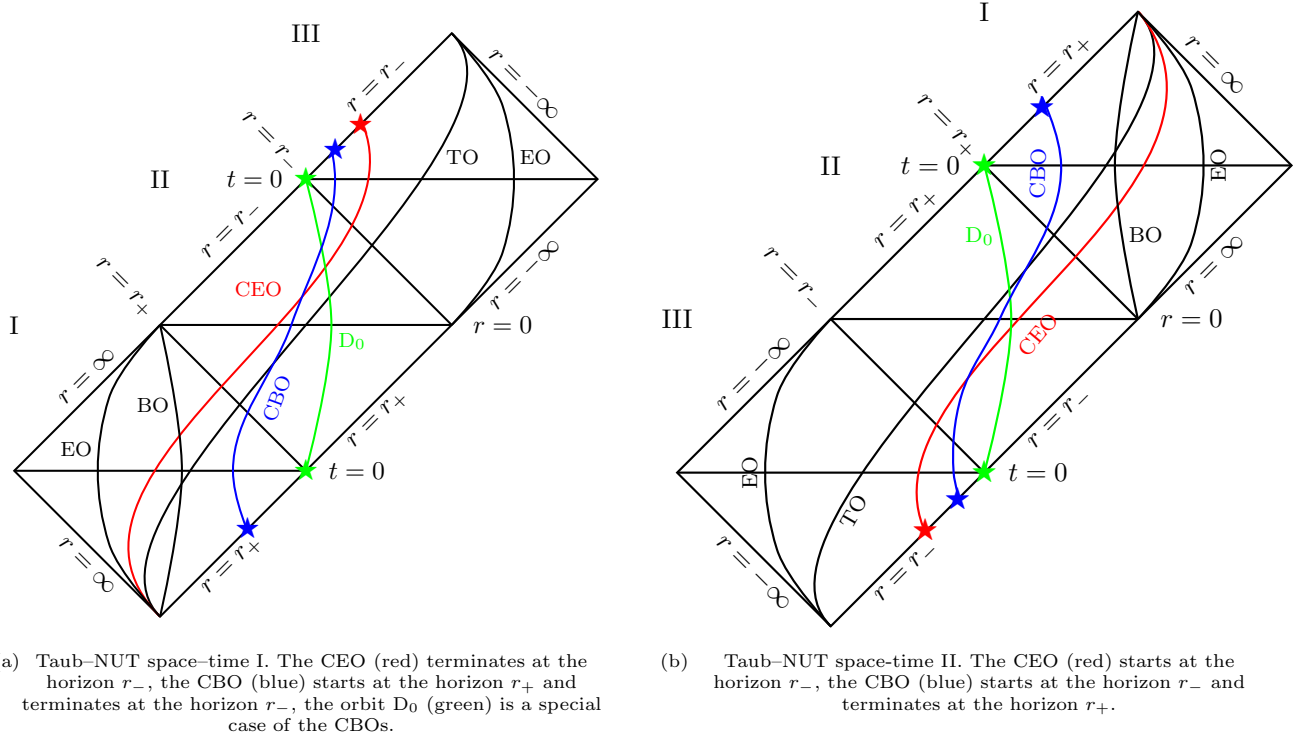 III
r = r₋
r = −∞
r = r₋
TO
EO
II
t = 0
r = r₋
r = r₊
CEO
r = −∞
I
D₀
r = 0
r = ∞
BO
CBO
r = r₊
EO
t = 0
r = ∞
r = r₊
a) Taub–NUT space–time I. The CEO (red) terminates at the
horizon r₋, the CBO (blue) starts at the horizon r₊ and
terminates at the horizon r₋, the orbit D₀ (green) is a special
case of the CBOs.
I
r = r₊
r = ∞
r = r₊
II
t = 0
CBO
EO
r = r₊
D₀
BO
r = r₋
r = ∞
III
r = 0
CEO
r = −∞
r = r₋
EO
t = 0
TO
r = −∞
r = r₋
(b) Taub–NUT space-time II. The CEO (red) starts at the
horizon r₋, the CBO (blue) starts at the horizon r₋ and
terminates at the horizon r₊.